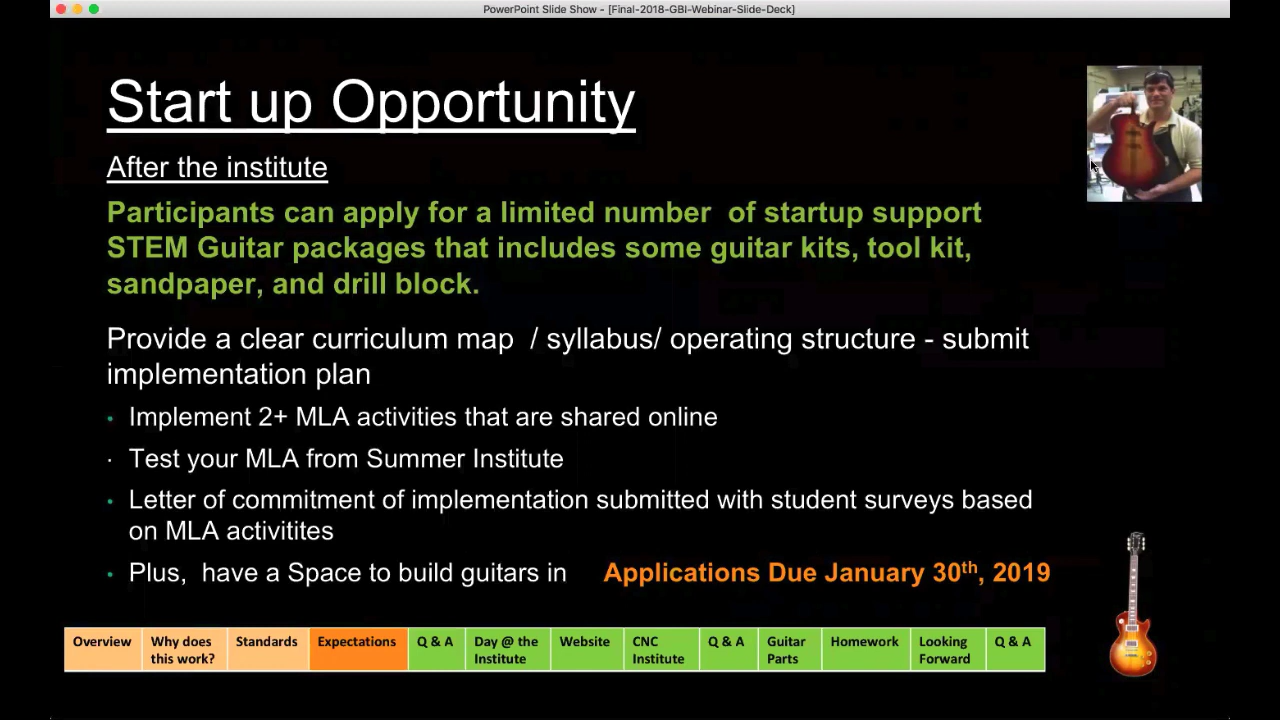 PowerPoint Slide Show - [Final-2018-GBI-Webinar-Slide-Deck]
Start up Opportunity
After the institute
Participants can apply for a limited number of startup support
STEM Guitar packages that includes some guitar kits, tool kit,
sandpaper, and drill block.
Provide a clear curriculum map / syllabus/ operating structure - submit
implementation plan
• Implement 2+ MLA activities that are shared online
· Test your MLA from Summer Institute
• Letter of commitment of implementation submitted with student surveys based
on MLA activitites
• Plus, have a Space to build guitars in Applications Due January 30th, 2019
Overview
Why does
this work?
Standards
Expectations
Q & A
Day @ the
Institute
Website
CNC
Institute
Q & A
Guitar
Parts
Homework
Looking
Forward
Q & A